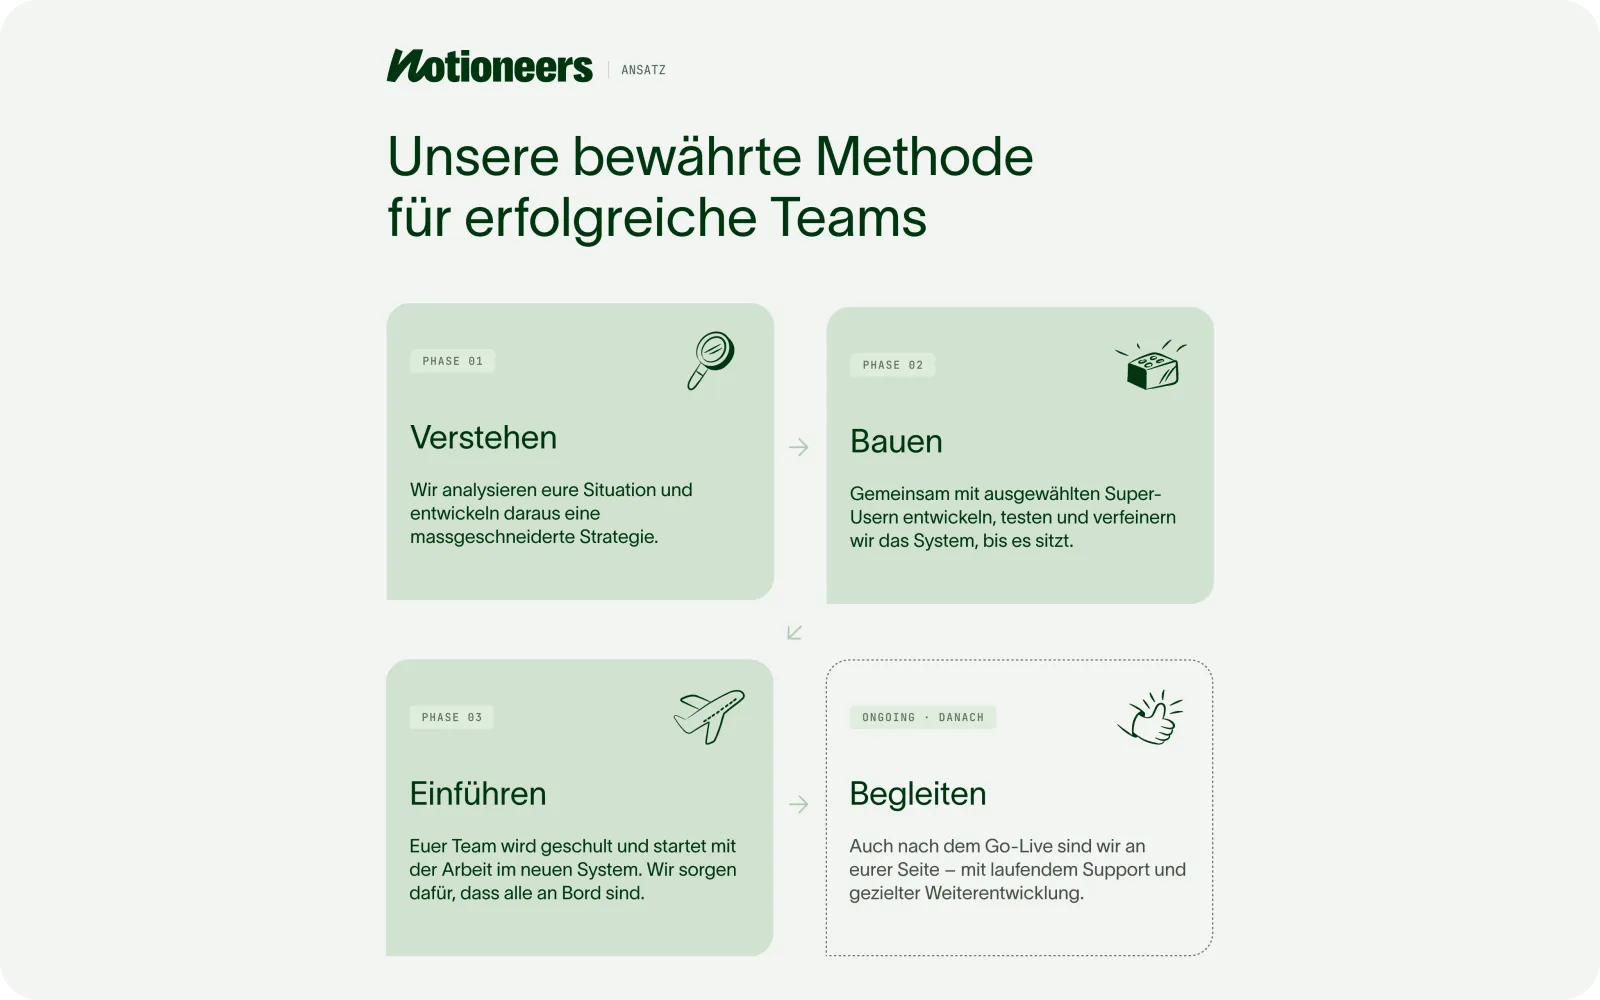 Notioneers
ANSATZ
Unsere bewährte Methode
für erfolgreiche Teams
PHASE 01
Verstehen
Wir analysieren eure Situation und
entwickeln daraus eine
massgeschneiderte Strategie.
PHASE 02
Bauen
Gemeinsam mit ausgewählten Super-
Usern entwickeln, testen und verfeinern
wir das System, bis es sitzt.
PHASE 03
Einführen
Euer Team wird geschult und startet mit
der Arbeit im neuen System. Wir sorgen
dafür, dass alle an Bord sind.
ONGOING · DANACH
Begleiten
Auch nach dem Go-Live sind wir an
eurer Seite – mit laufendem Support und
gezielter Weiterentwicklung.